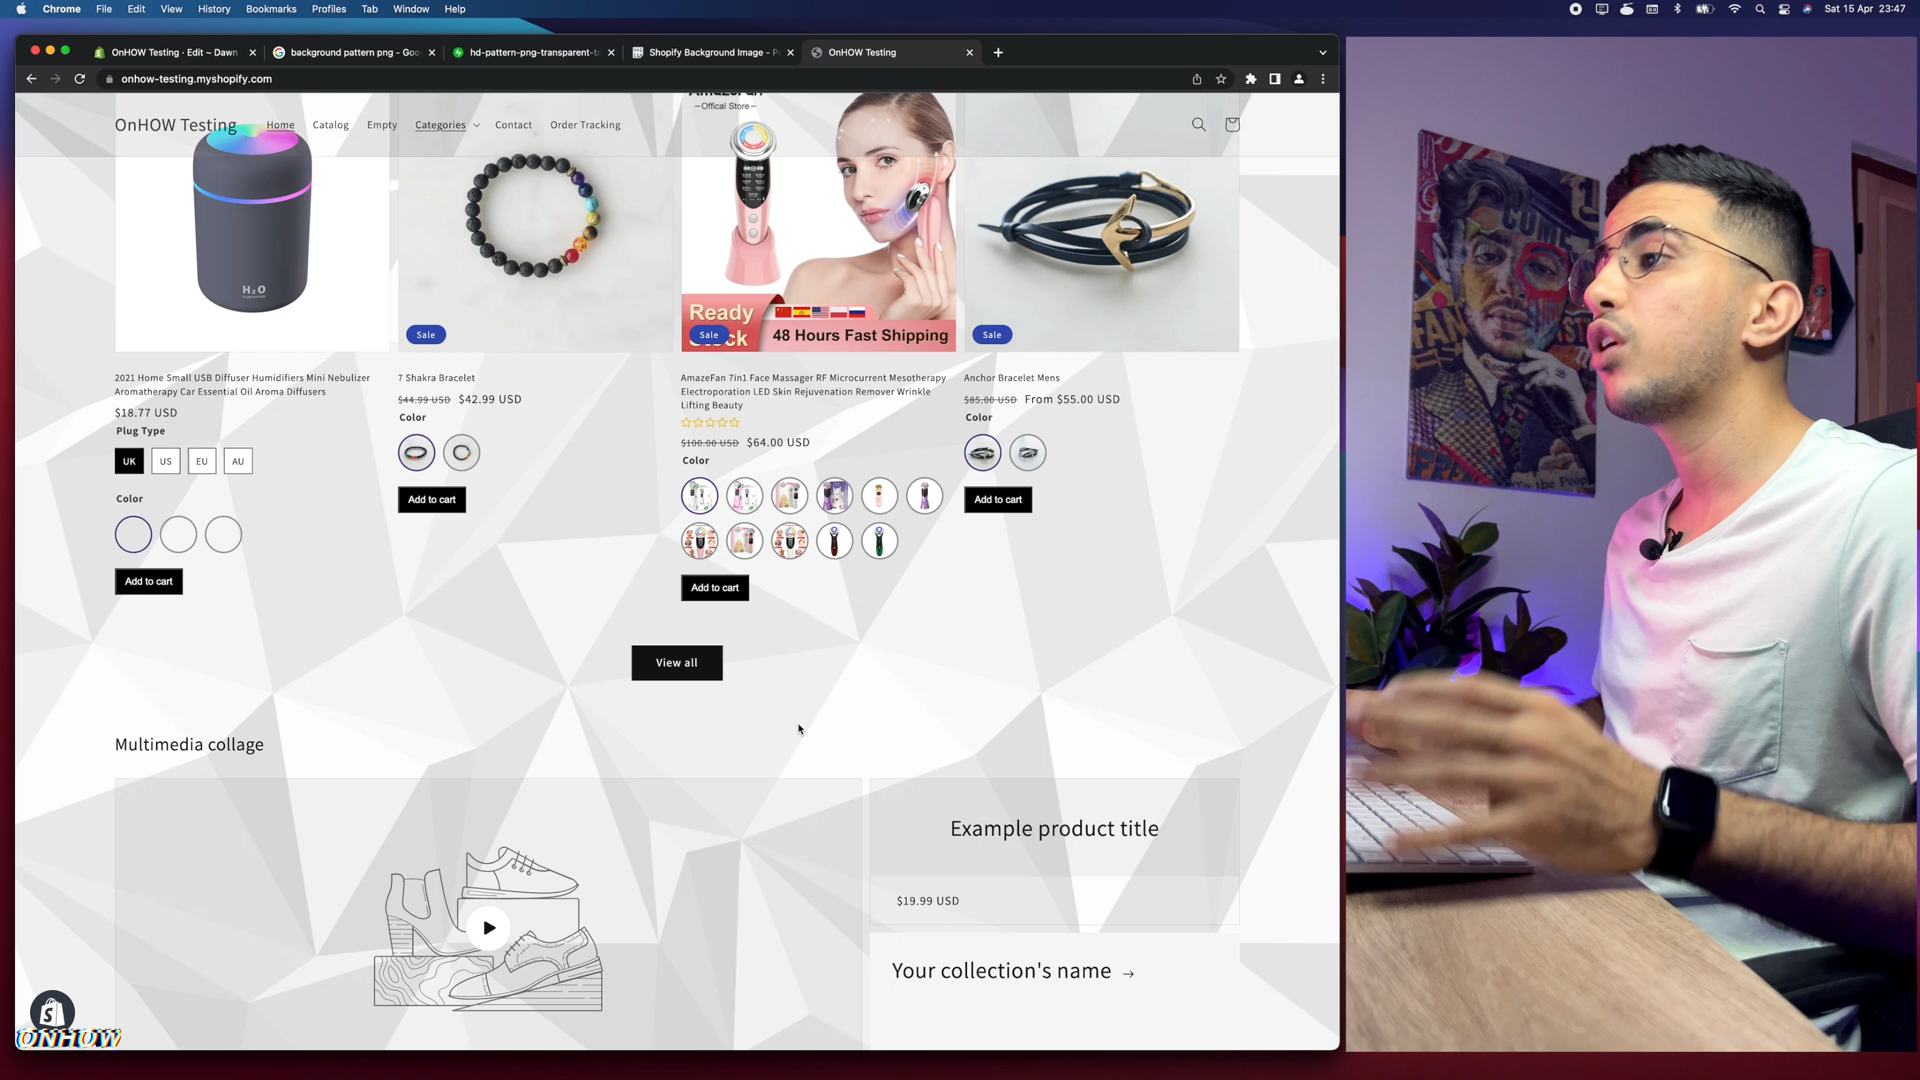 Chrome File Edit View History Bookmarks Profiles Tab Window Help
Sat 15 Apr 23:47
OnHOW Testing · Edit ~ Dawn
background pattern png - Goo
hd-pattern-png-transparent-tr
Shopify Background Image - P
OnHOW Testing
onhow-testing.myshopify.com
—Offical Store—
OnHOW Testing Home Catalog Empty Categories Contact Order Tracking
H2O
Ready
48 Hours Fast Shipping
Sale
Sale
Sale
2021 Home Small USB Diffuser Humidifiers Mini Nebulizer
Aromatherapy Car Essential Oil Aroma Diffusers
$18.77 USD
Plug Type
UK US EU AU
Color
Add to cart
7 Shakra Bracelet
$44.99 USD $42.99 USD
Color
Add to cart
AmazeFan 7in1 Face Massager RF Microcurrent Mesotherapy
Electroporation LED Skin Rejuvenation Remover Wrinkle
Lifting Beauty
$100.00 USD $64.00 USD
Color
Add to cart
Anchor Bracelet Mens
$85.00 USD From $55.00 USD
Color
Add to cart
View all
Multimedia collage
Example product title
$19.99 USD
Your collection's name →
ONHOW
COME
FAN